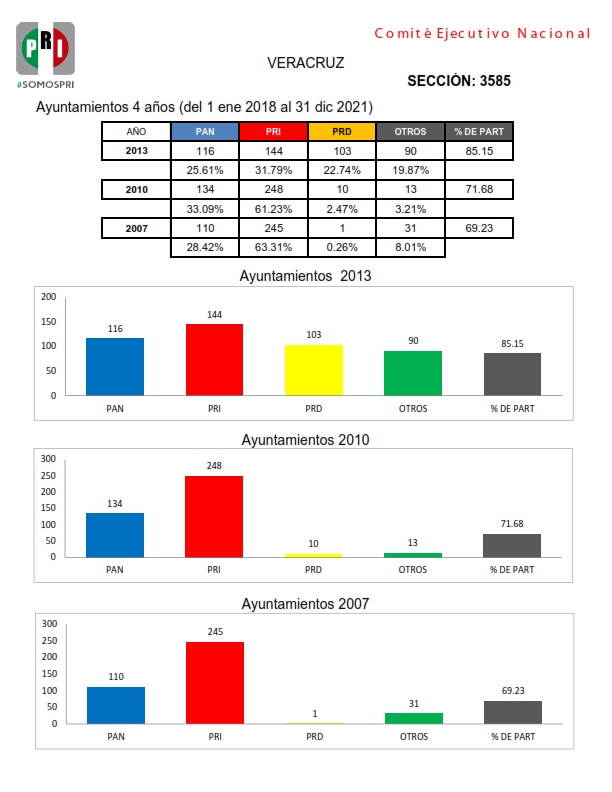 Comité Ejecutivo Nacional
PRI
#SOMOSPRI
VERACRUZ
SECCIÓN: 3585
Ayuntamientos 4 años (del 1 ene 2018 al 31 dic 2021)
AÑO PAN PRI PRD OTROS % DE PART
2013 116 144 103 90 85.15
25.61% 31.79% 22.74% 19.87%
2010 134 248 10 13 71.68
33.09% 61.23% 2.47% 3.21%
2007 110 245 1 31 69.23
28.42% 63.31% 0.26% 8.01%
Ayuntamientos 2013
200
150
100
50
0
116
144
103
90
85.15
PAN PRI PRD OTROS % DE PART
Ayuntamientos 2010
300
250
200
150
100
50
0
134
248
10
13
71.68
PAN PRI PRD OTROS % DE PART
Ayuntamientos 2007
300
250
200
150
100
50
0
110
245
1
31
69.23
PAN PRI PRD OTROS % DE PART